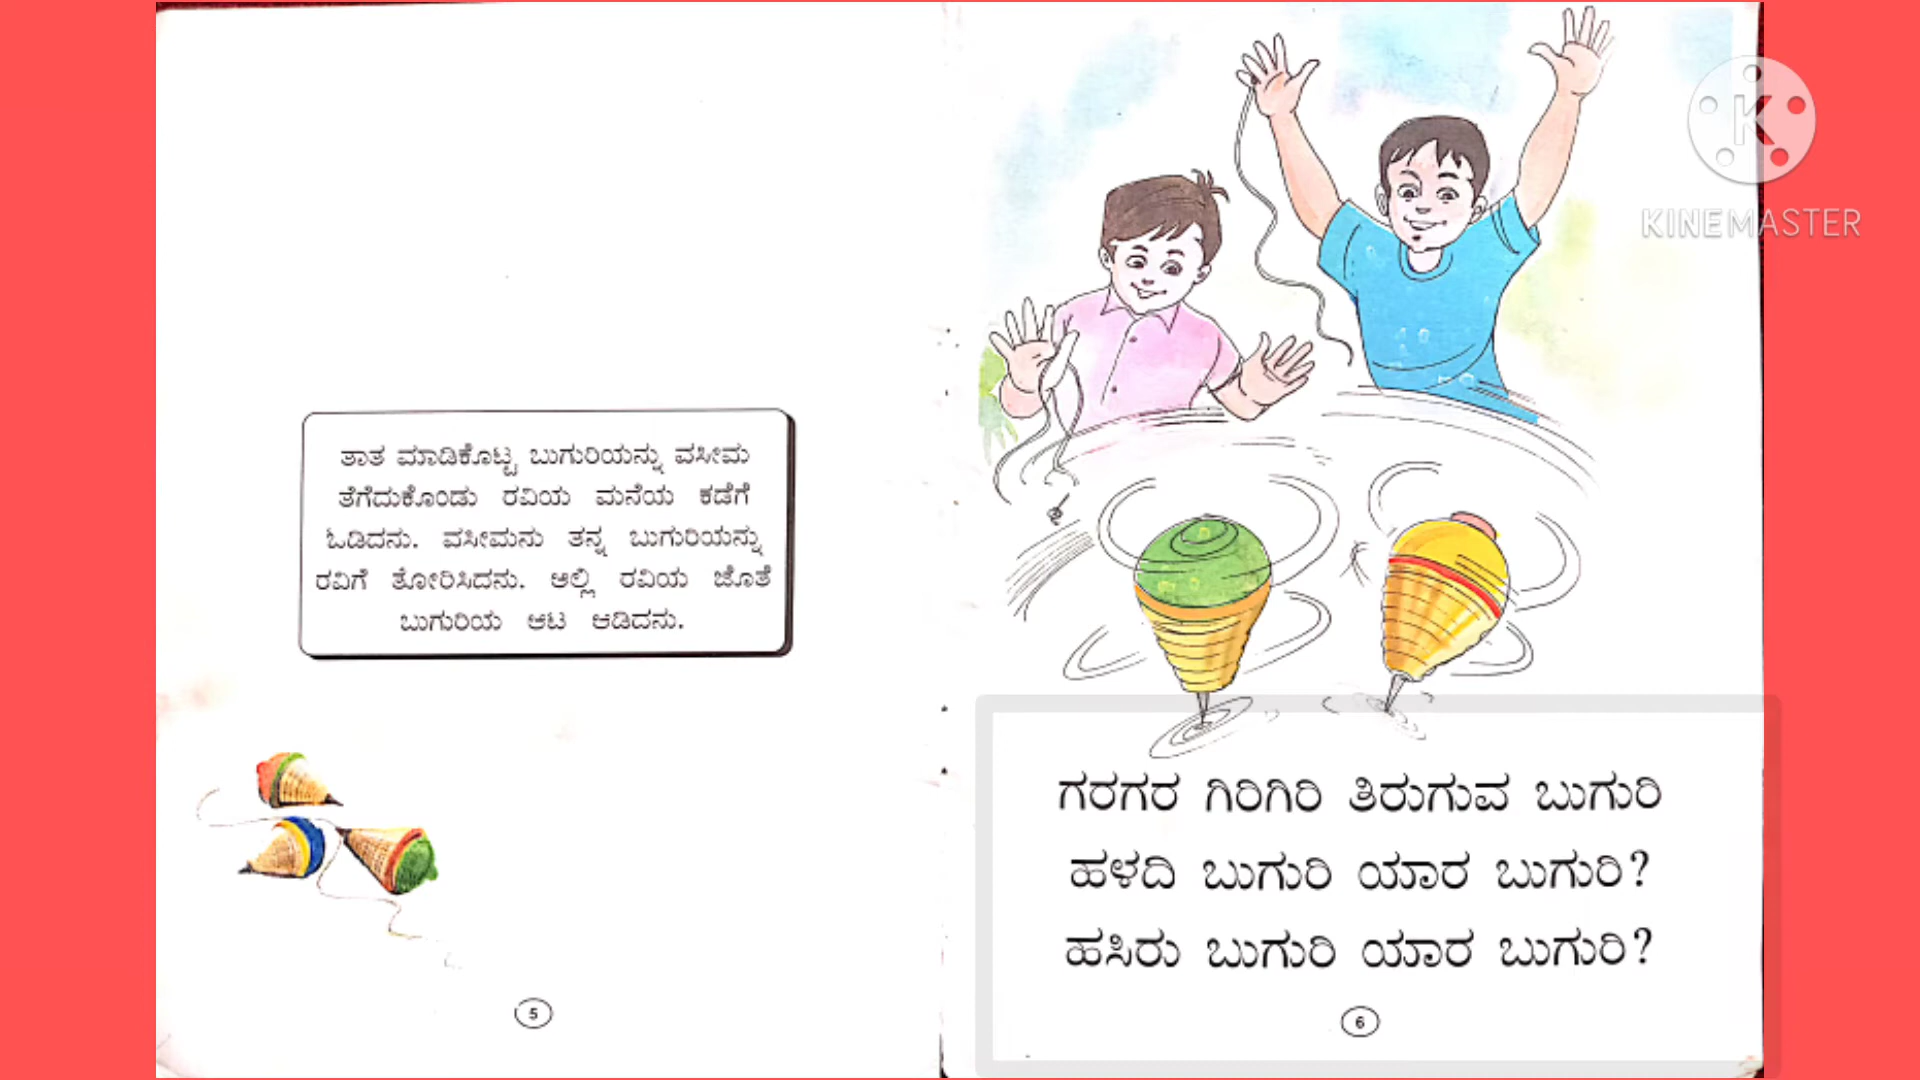 ತಾತ ಮಾಡಿಕೊಟ್ಟ ಬುಗುರಿಯನ್ನು ವಸೀಮ
ತೆಗೆದುಕೊಂಡು ರವಿಯ ಮನೆಯ ಕಡೆಗೆ
ಓಡಿದನು. ವಸೀಮನು ತನ್ನ ಬುಗುರಿಯನ್ನು
ರವಿಗೆ ತೋರಿಸಿದನು. ಅಲ್ಲಿ ರವಿಯ ಜೊತೆ
ಬುಗುರಿಯ ಆಟ ಆಡಿದನು.
5
KINEMASTER
ಗರಗರ ಗಿರಿಗಿರಿ ತಿರುಗುವ ಬುಗುರಿ
ಹಳದಿ ಬುಗುರಿ ಯಾರ ಬುಗುರಿ?
ಹಸಿರು ಬುಗುರಿ ಯಾರ ಬುಗುರಿ?
6